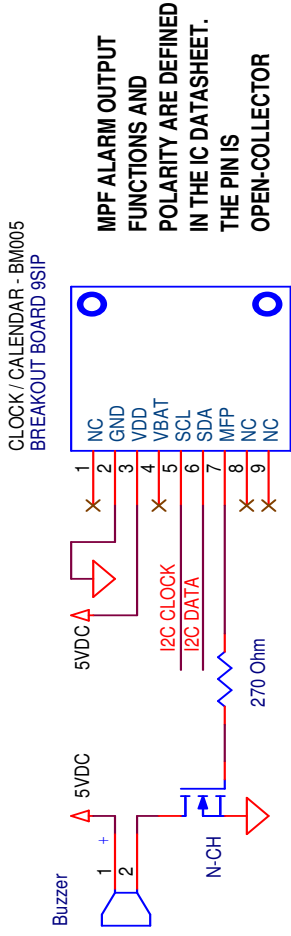 CLOCK / CALENDAR - BM005
BREAKOUT BOARD 9SIP
1 NC
2 GND
3 VDD
4 VBAT
5 SCL
6 SDA
7 MFP
8 NC
9 NC
MPF ALARM OUTPUT
FUNCTIONS AND
POLARITY ARE DEFINED
IN THE IC DATASHEET.
THE PIN IS
OPEN-COLLECTOR
5VDC
I2C CLOCK
I2C DATA
270 Ohm
5VDC
Buzzer
1 +
2
N-CH